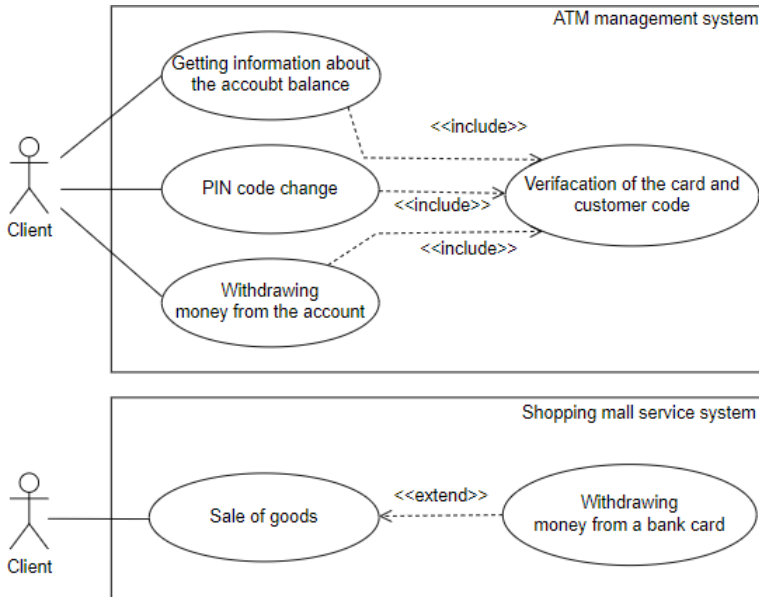 ATM management system
Getting information about
the accoubt balance
<<include>>
Client
PIN code change
<<include>>
Verifacation of the card and
customer code
<<include>>
Withdrawing
money from the account
Shopping mall service system
Client
Sale of goods
<<extend>>
Withdrawing
money from a bank card